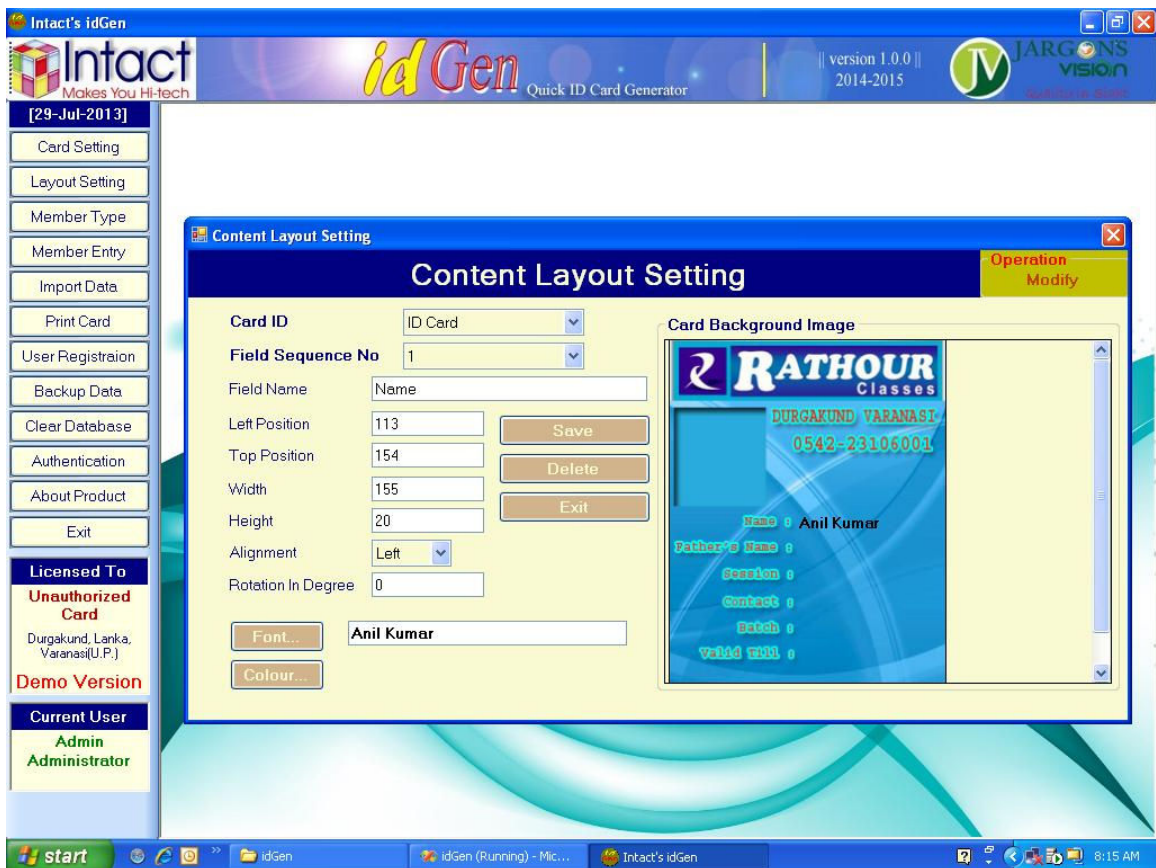 Intact's idGen
Intact
Makes You Hi-tech
idGen
Quick ID Card Generator
|| version 1.0.0 ||
2014-2015
JV
JARGONS
VISION
[29-Jul-2013]
Card Setting
Layout Setting
Member Type
Member Entry
Import Data
Print Card
User Registraion
Backup Data
Clear Database
Authentication
About Product
Exit
Licensed To
Unauthorized
Card
Durgakund, Lanka,
Varanasi(U.P.)
Demo Version
Current User
Admin
Administrator
Content Layout Setting
Content Layout Setting
Operation
Modify
Card ID
ID Card
Field Sequence No
1
Field Name
Name
Left Position
113
Top Position
154
Width
155
Height
20
Alignment
Left
Rotation In Degree
0
Save
Delete
Exit
Font...
Anil Kumar
Colour...
Card Background Image
R RATHOUR
Classes
DURGAKUND VARANASI
0542-23106001
Name : Anil Kumar
Father's Name :
Session :
Contact :
Batch :
Valid Till :
start
idGen
idGen (Running) - Mic...
Intact's idGen
8:15 AM